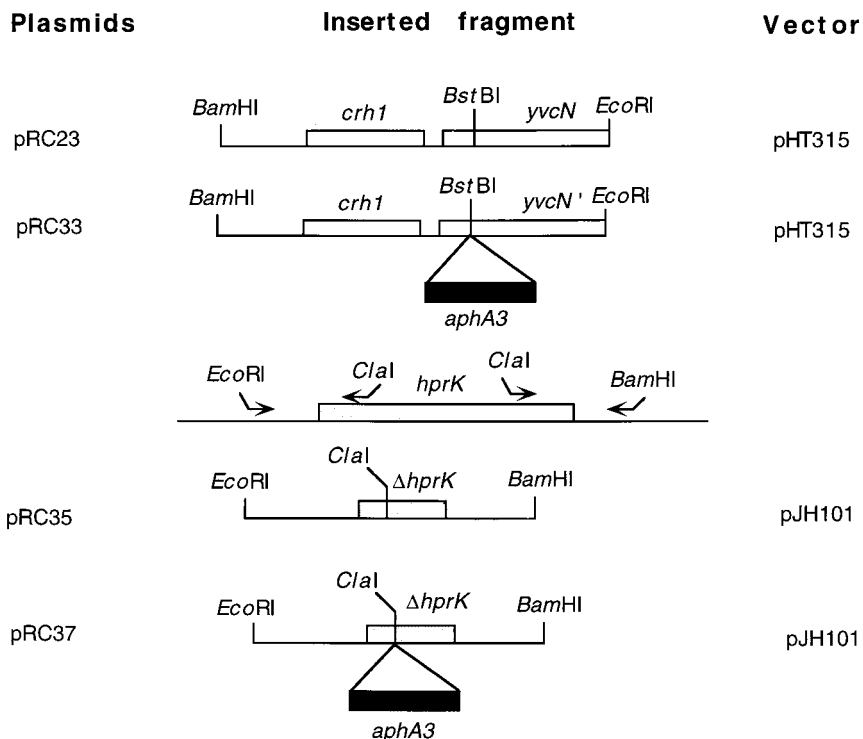 Plasmids Inserted fragment Vector
BamHI crh1 BstBI yvcN EcoRI
pRC23 pHT315
BamHI crh1 BstBI yvcN' EcoRI
pRC33 pHT315
aphA3
EcoRI ClaI hprK ClaI BamHI
ClaI
EcoRI ΔhprK BamHI
pRC35 pJH101
ClaI
EcoRI ΔhprK BamHI
pRC37 pJH101
aphA3